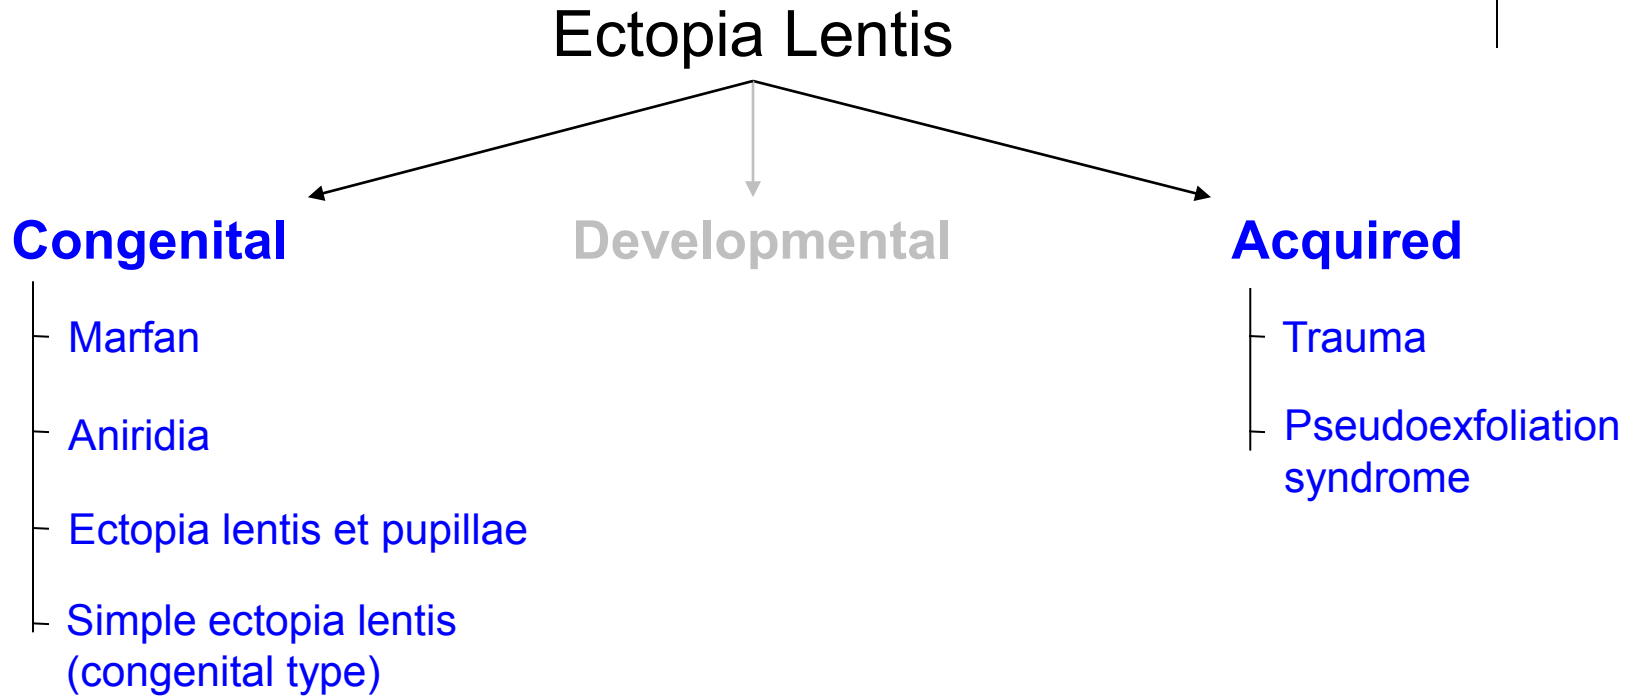 Ectopia Lentis
Congenital
Developmental
Acquired
Marfan
Aniridia
Ectopia lentis et pupillae
Simple ectopia lentis
(congenital type)
Trauma
Pseudoexfoliation
syndrome